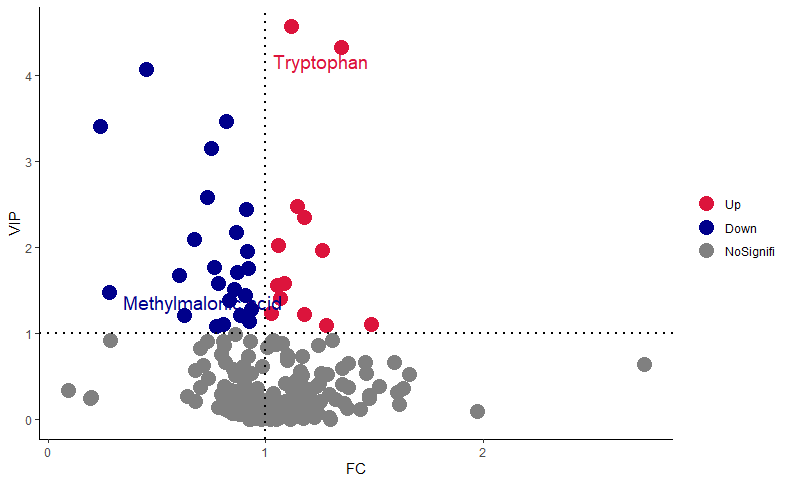 Tryptophan
Methylmalonic acid
4
3
2
1
0
VIP
0
1
2
FC
Up
Down
NoSignifi